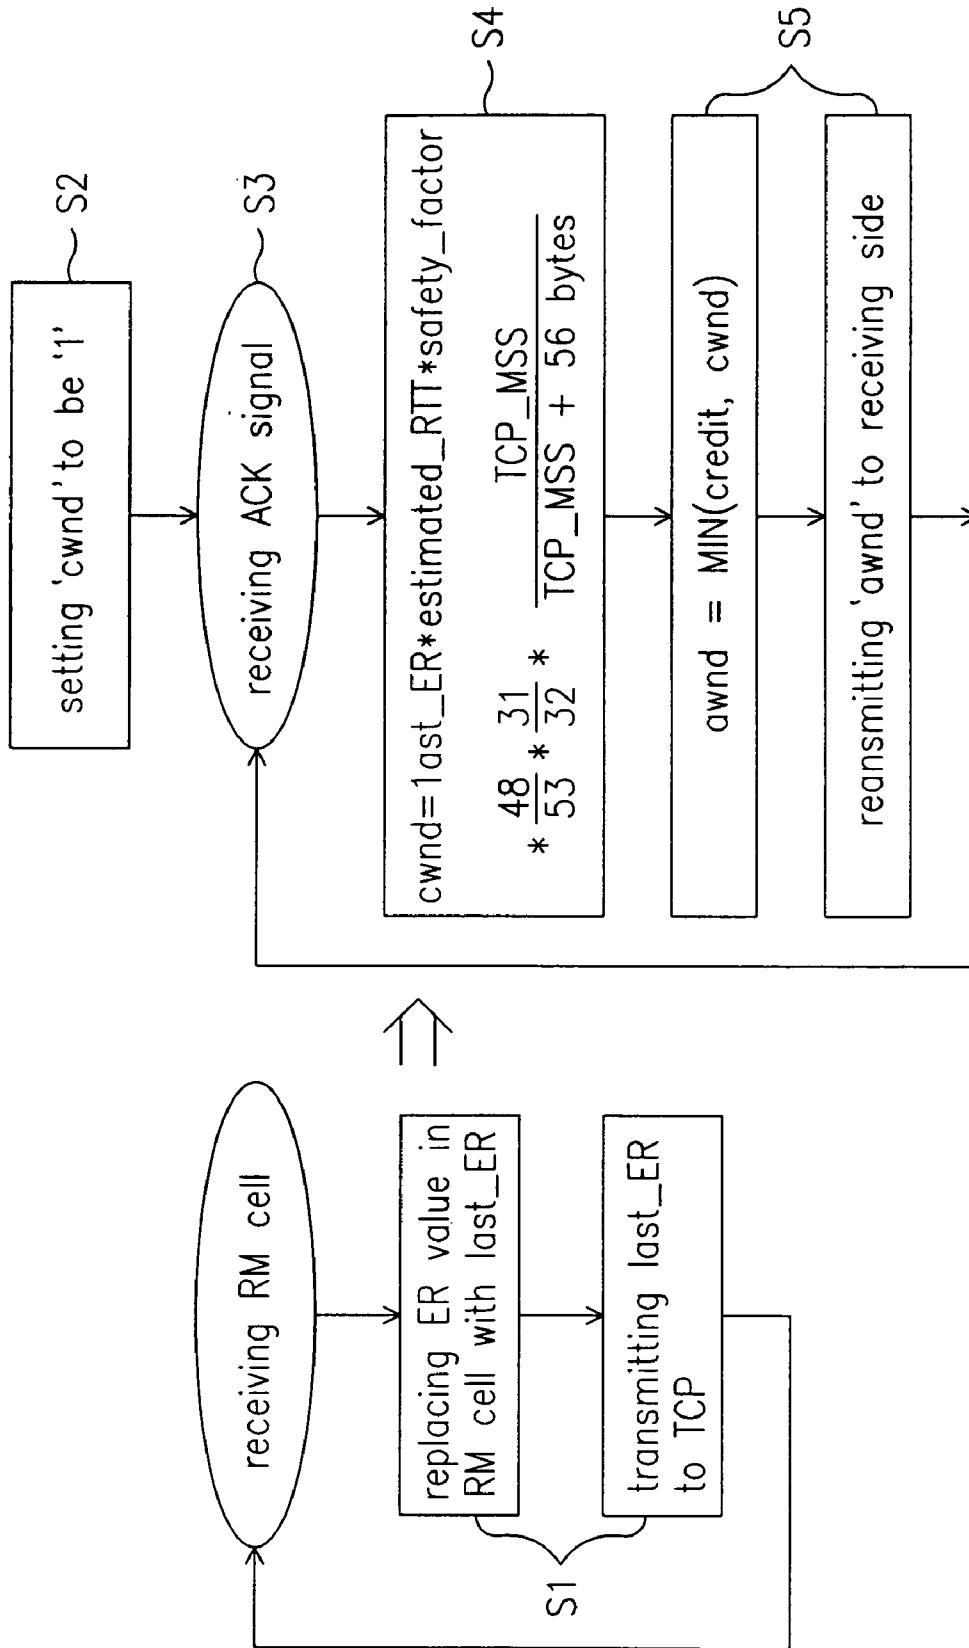 receiving RM cell
replacing ER value in
RM cell with last_ER
transmitting last_ER
to TCP
S1
setting 'cwnd' to be '1'
S2
receiving ACK signal
S3
cwnd=1ast_ER*estimated_RTT*safety_factor
* 48/53 * 31/32 * TCP_MSS/TCP_MSS + 56 bytes
S4
awnd = MIN(credit, cwnd)
reansmitting 'awnd' to receiving side
S5